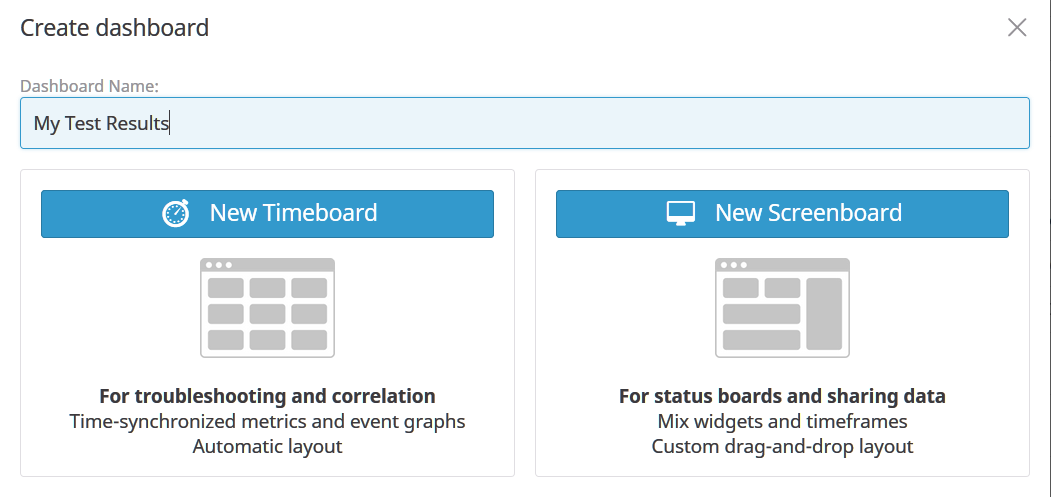 Create dashboard
Dashboard Name:
My Test Results
New Timeboard
For troubleshooting and correlation
Time-synchronized metrics and event graphs
Automatic layout
New Screenboard
For status boards and sharing data
Mix widgets and timeframes
Custom drag-and-drop layout